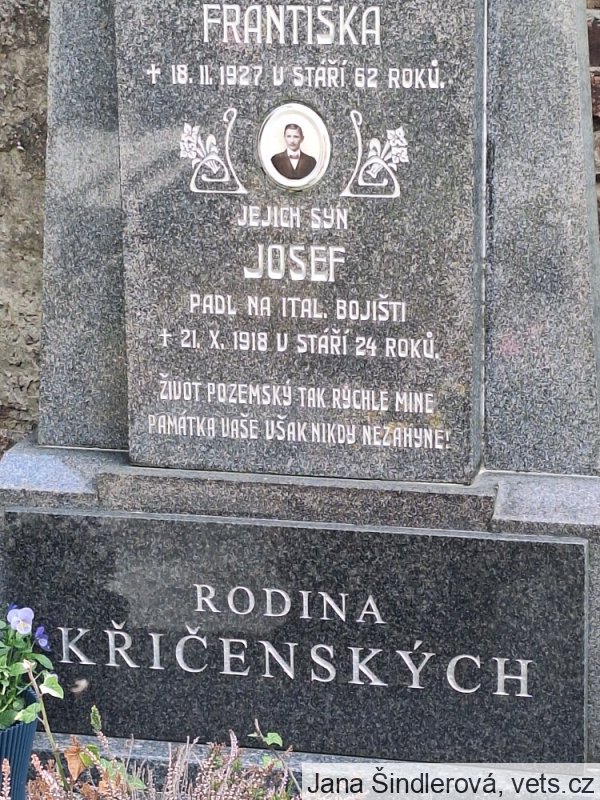 FRANTIŠKA
✝ 18. II. 1927 V STÁŘÍ 62 ROKŮ.
JEJICH SYN
JOSEF
PADL NA ITAL. BOJIŠTI
✝ 21. X. 1918 V STÁŘÍ 24 ROKŮ.
ŽIVOT POZEMSKÝ TAK RYCHLE MINE
PAMÁTKA VAŠE VŠAK NIKDY NEZAHYNE!
RODINA
KŘIČENSKÝCH
Jana Šindlerová, vets.cz